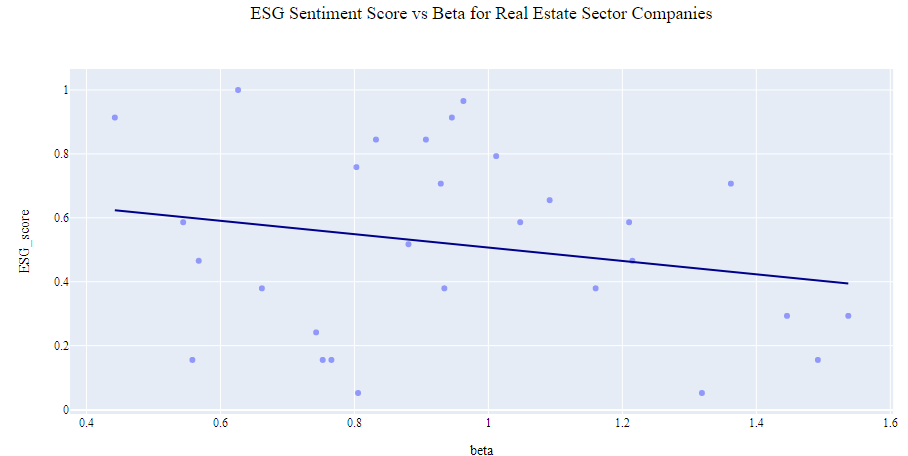 ESG Sentiment Score vs Beta for Real Estate Sector Companies
1
0.8
0.6
0.4
0.2
0
ESG_score
0.4 0.6 0.8 1 1.2 1.4 1.6
beta